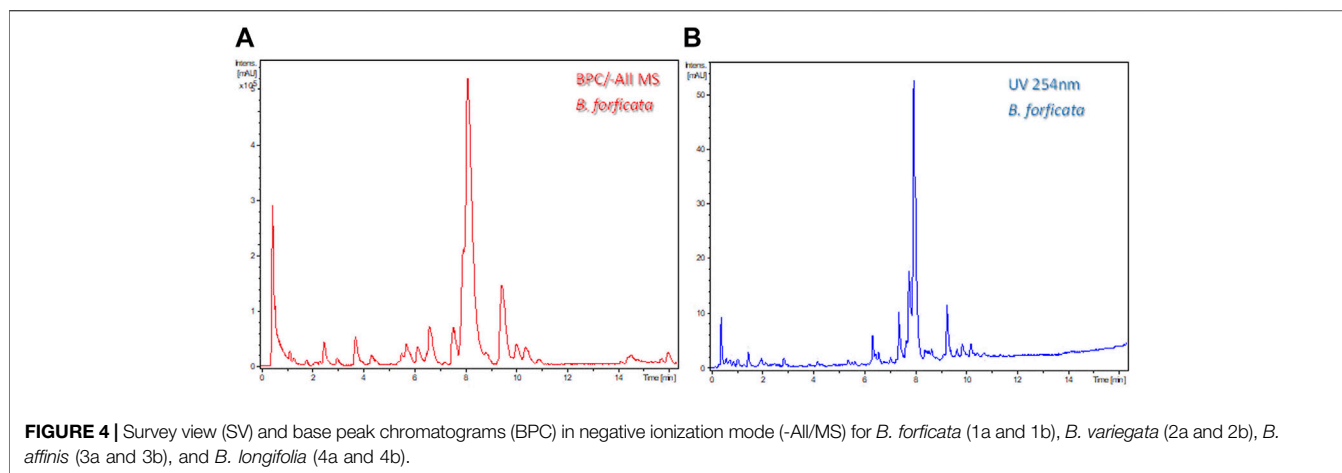 A
Intens.
[mAU]
x10⁵
BPC/-All MS
B. forficata
4
3
2
1
0
0 2 4 6 8 10 12 14 Time [min]
B
Intens.
[mAU]
UV 254nm
B. forficata
50
40
30
20
10
0
0 2 4 6 8 10 12 14 Time [min]
FIGURE 4 | Survey view (SV) and base peak chromatograms (BPC) in negative ionization mode (-All/MS) for B. forficata (1a and 1b), B. variegata (2a and 2b), B.
affinis (3a and 3b), and B. longifolia (4a and 4b).